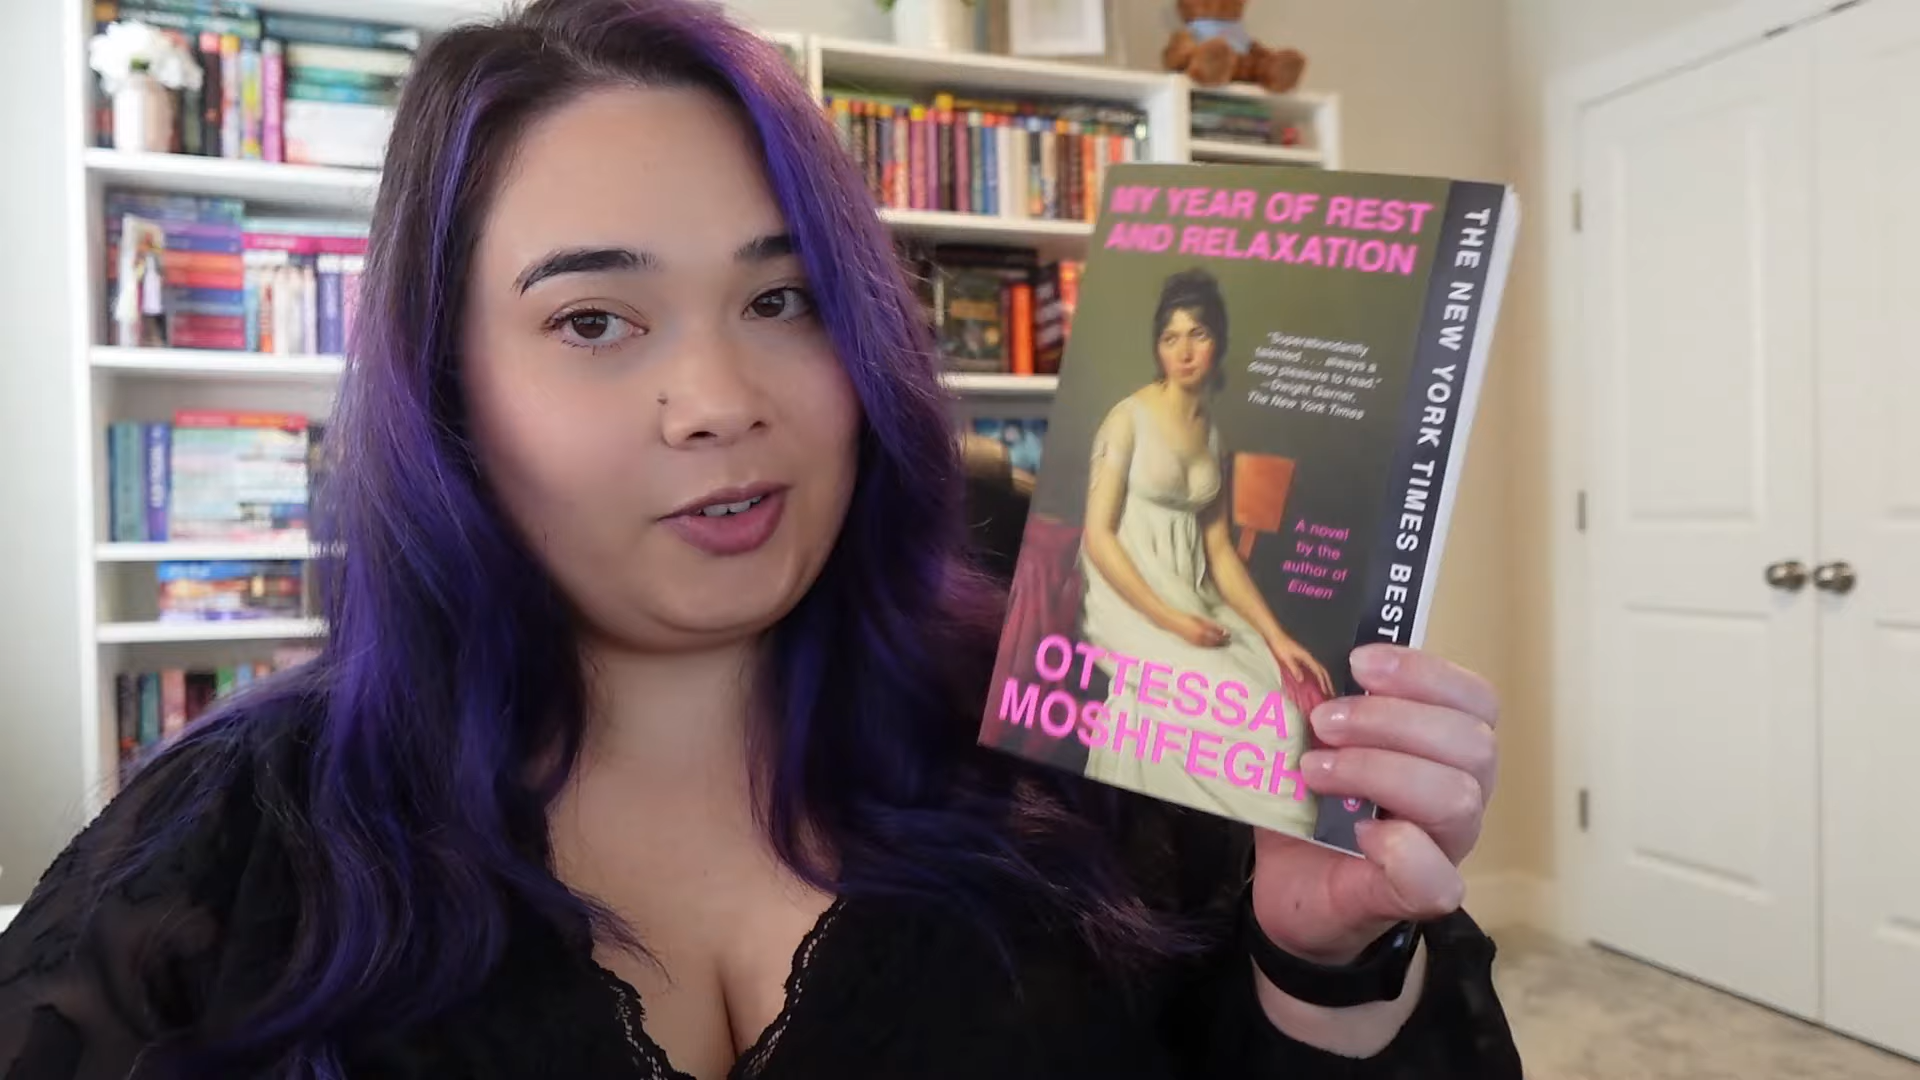 MY YEAR OF REST
AND RELAXATION
"Superabundantly
talented . . . always a
deep pleasure to read."
—Dwight Garner,
The New York Times
A novel
by the
author of
Eileen
OTTESSA
MOSHFEGH
THE NEW YORK TIMES BEST